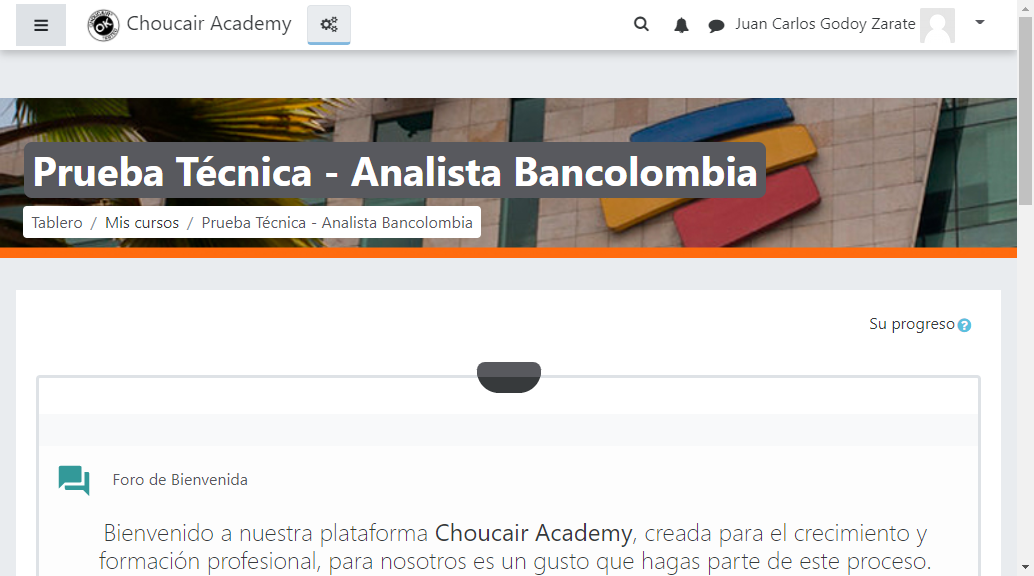 Choucair Academy
Juan Carlos Godoy Zarate
Prueba Técnica - Analista Bancolombia
Tablero / Mis cursos / Prueba Técnica - Analista Bancolombia
Su progreso
Foro de Bienvenida
Bienvenido a nuestra plataforma Choucair Academy, creada para el crecimiento y
formación profesional, para nosotros es un gusto que hagas parte de este proceso.